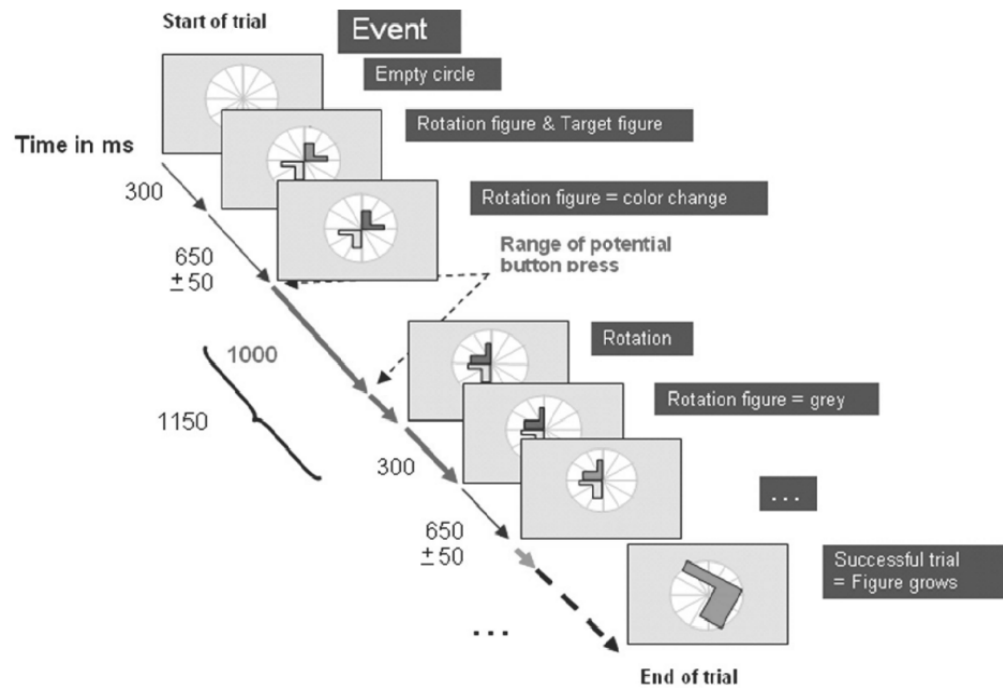 Start of trial
Event
Empty circle
Rotation figure & Target figure
Time in ms
300
Rotation figure = color change
650
± 50
Range of potential
button press
1000
Rotation
1150
Rotation figure = grey
300
...
650
± 50
Successful trial
= Figure grows
...
End of trial